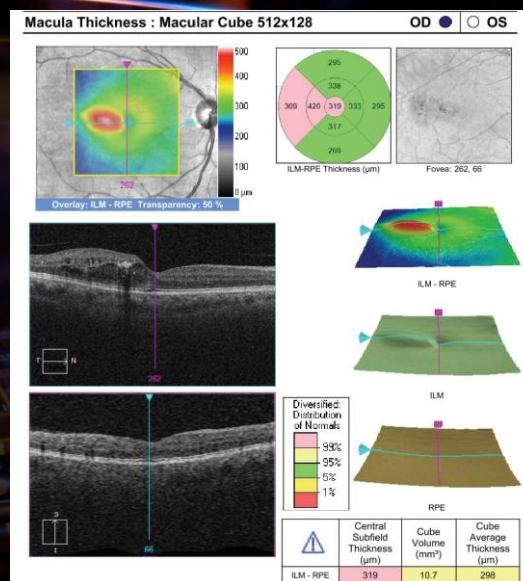 Macula Thickness : Macular Cube 512x128
OD OS
500
400
300
200
100
0 µm
262
Overlay: ILM - RPE Transparency: 50 %
295
338
309 420 319 333 295
317
ILM-RPE Thickness (µm)
Fovea: 262, 66
T N
262
ILM - RPE
ILM
RPE
66
Diversified:
Distribution
of Normals
99%
95%
5%
1%
Central Subfield Thickness (µm)
Cube Volume (mm³)
Cube Average Thickness (µm)
ILM - RPE 319 10.7 298